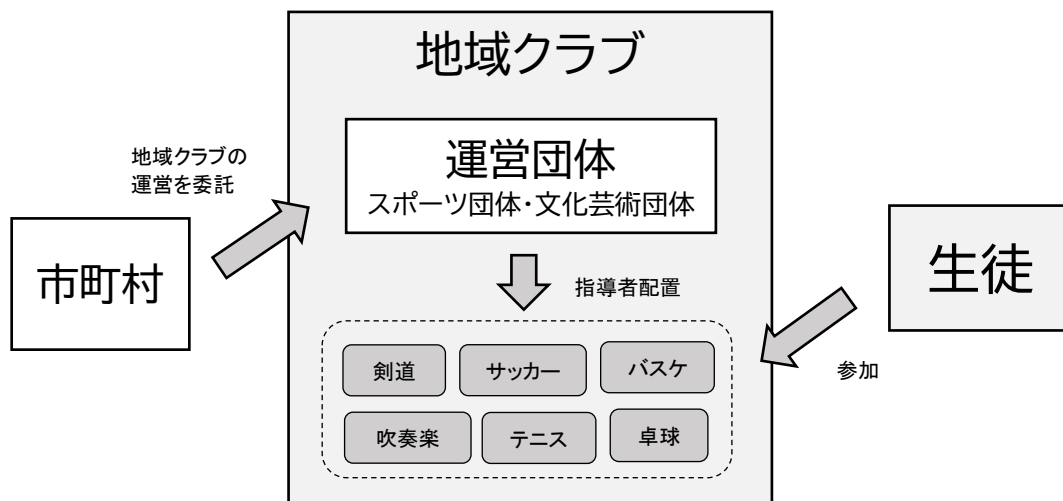 地域クラブ
運営団体
スポーツ団体・文化芸術団体
地域クラブの
運営を委託
市町村
生徒
指導者配置
参加
剣道
サッカー
バスケ
吹奏楽
テニス
卓球